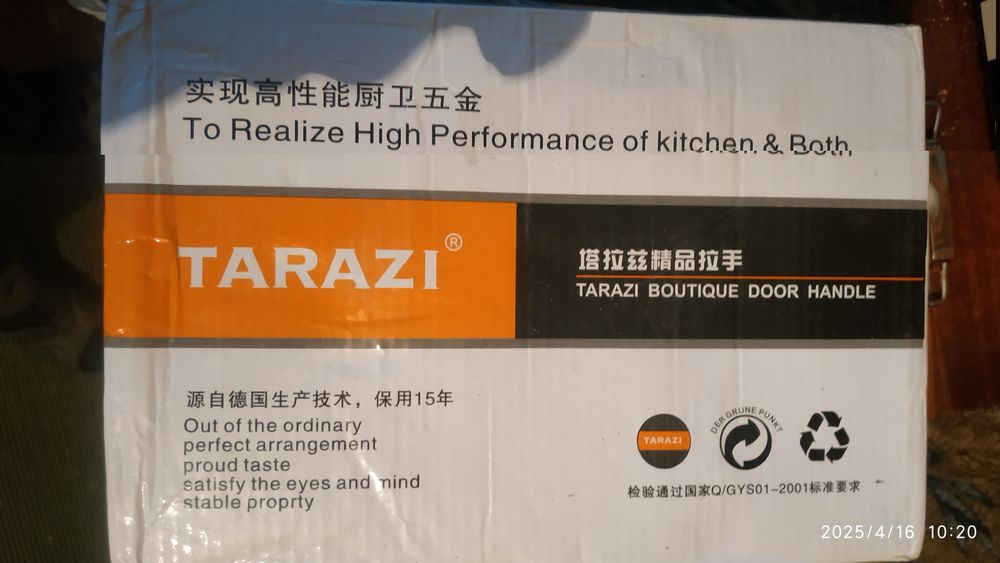 实现高性能厨卫五金
To Realize High Performance of kitchen & Both
TARAZI®
塔拉兹精品拉手
TARAZI BOUTIQUE DOOR HANDLE
源自德国生产技术，保用15年
Out of the ordinary
perfect arrangement
proud taste
satisfy the eyes and mind
stable proprty
TARAZI
DER GRUNE PUNKT
检验通过国家Q/GYS01-2001标准要求
2025/4/16 10:20